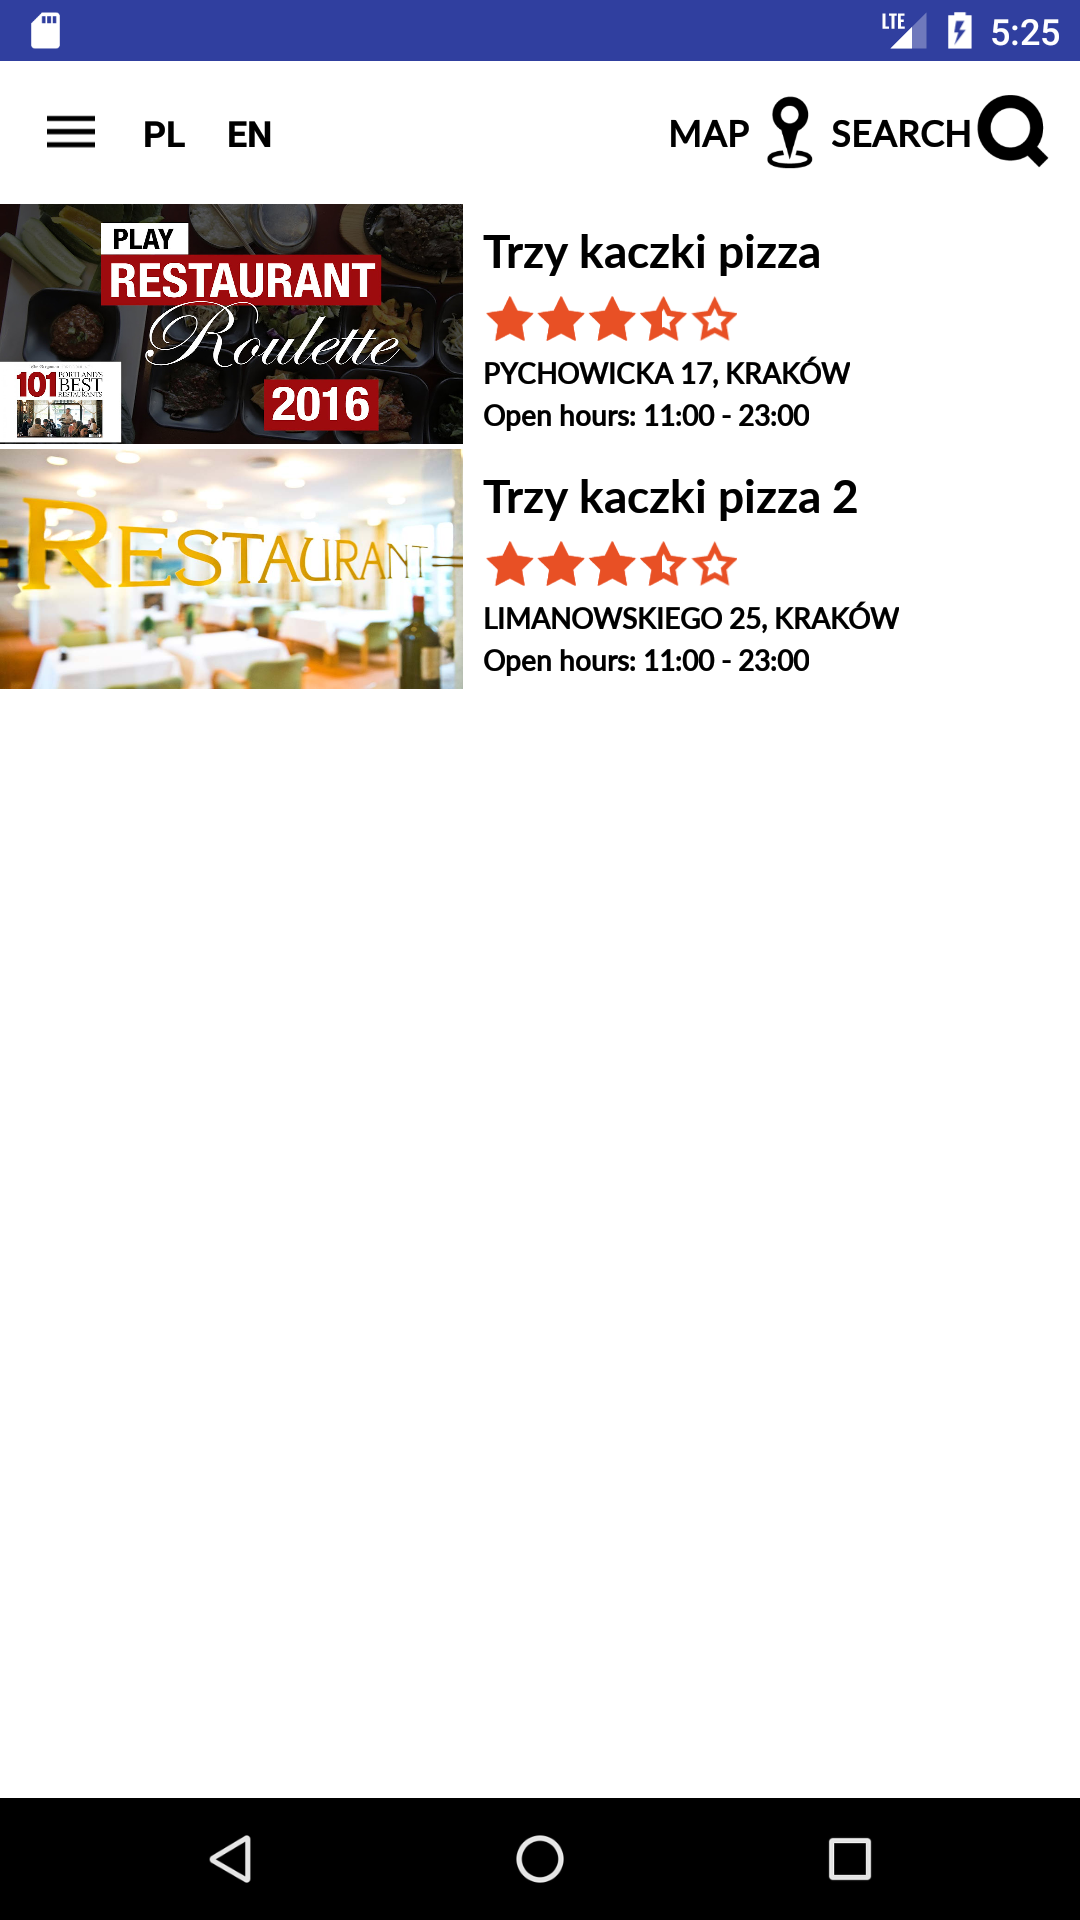 LTE 5:25
PL EN MAP SEARCH
PLAY
RESTAURANT
Roulette
2016
101 PORTLAND'S
BEST
RESTAURANTS
Trzy kaczki pizza
PYCHOWICKA 17, KRAKÓW
Open hours: 11:00 - 23:00
RESTAURANT
Trzy kaczki pizza 2
LIMANOWSKIEGO 25, KRAKÓW
Open hours: 11:00 - 23:00